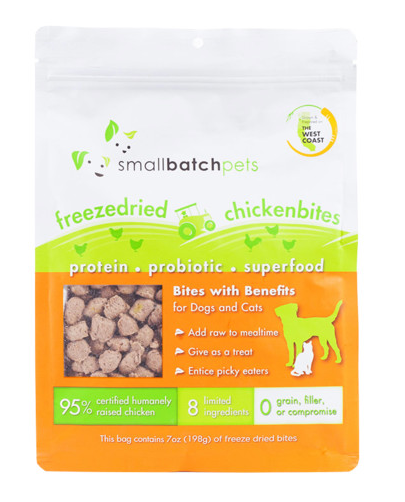 THE
WEST
COAST
smallbatchpets
freezedried chickenbites
protein • probiotic • superfood
Bites with Benefits
for Dogs and Cats
Add raw to mealtime
Give as a treat
Entice picky eaters
95% certified humanely raised chicken
8 limited ingredients
0 grain, filler, or compromise
This bag contains 7oz (198g) of freeze dried bites